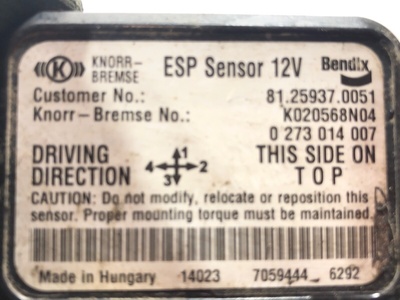 K KNORR-BREMSE ESP Sensor 12V Bendix
Customer No.: 81.25937.0051
Knorr-Bremse No.: K020568N04
0 273 014 007
DRIVING DIRECTION 1 2 3 4 THIS SIDE ON TOP
CAUTION: Do not modify, relocate or reposition this
sensor. Proper mounting torque must be maintained.
Made in Hungary 14023 7059444 6292